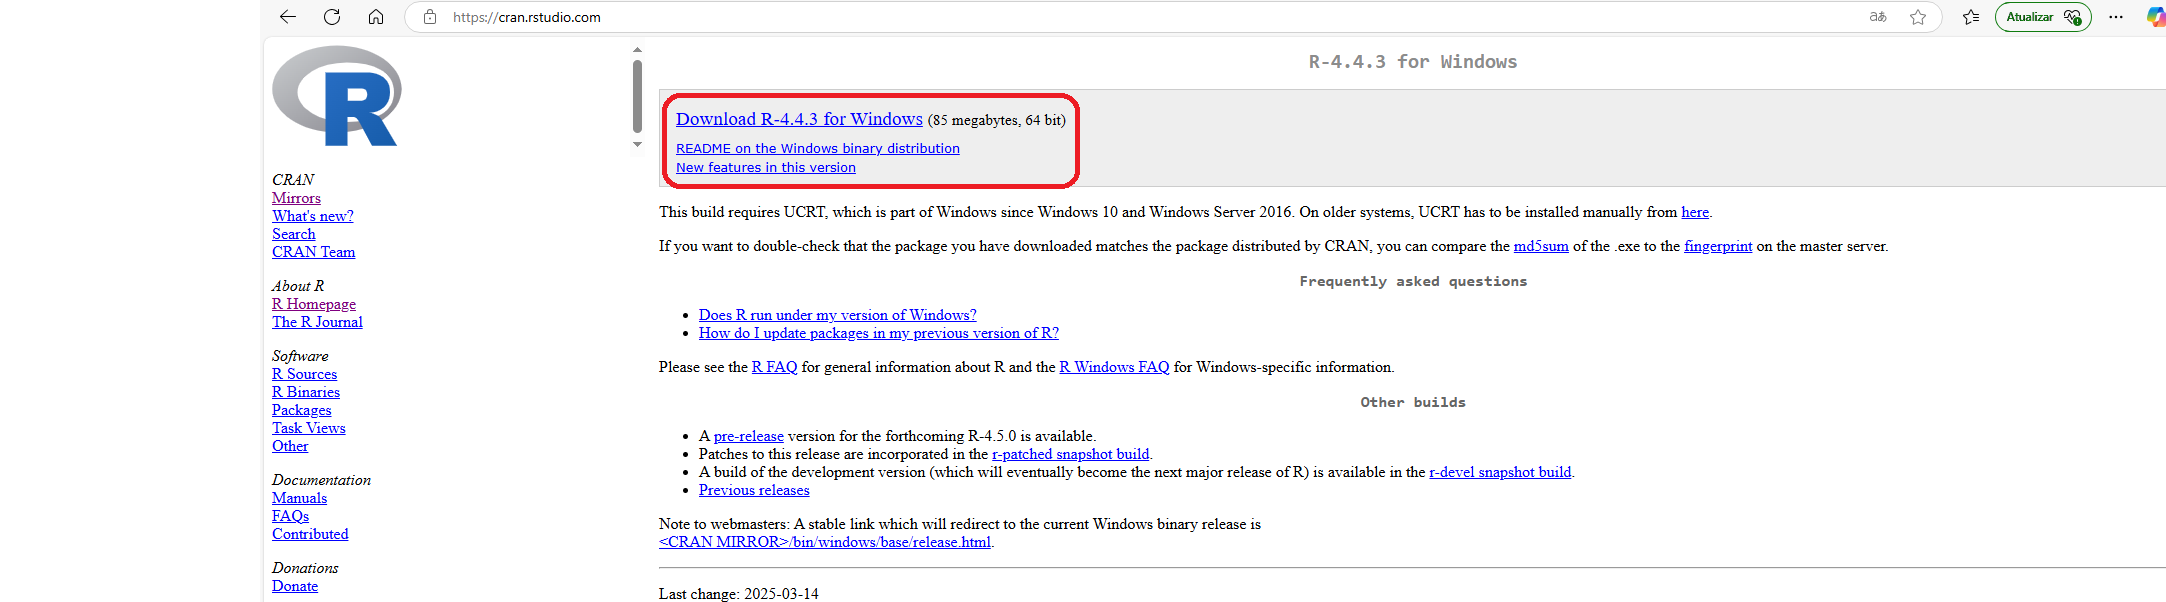 https://cran.rstudio.com
aあ
Atualizar
R
CRAN
Mirrors
What's new?
Search
CRAN Team
About R
R Homepage
The R Journal
Software
R Sources
R Binaries
Packages
Task Views
Other
Documentation
Manuals
FAQs
Contributed
Donations
Donate
R-4.4.3 for Windows
Download R-4.4.3 for Windows (85 megabytes, 64 bit)
README on the Windows binary distribution
New features in this version
This build requires UCRT, which is part of Windows since Windows 10 and Windows Server 2016. On older systems, UCRT has to be installed manually from here.
If you want to double-check that the package you have downloaded matches the package distributed by CRAN, you can compare the md5sum of the .exe to the fingerprint on the master server.
Frequently asked questions
• Does R run under my version of Windows?
• How do I update packages in my previous version of R?
Please see the R FAQ for general information about R and the R Windows FAQ for Windows-specific information.
Other builds
• A pre-release version for the forthcoming R-4.5.0 is available.
• Patches to this release are incorporated in the r-patched snapshot build.
• A build of the development version (which will eventually become the next major release of R) is available in the r-devel snapshot build.
• Previous releases
Note to webmasters: A stable link which will redirect to the current Windows binary release is
<CRAN MIRROR>/bin/windows/base/release.html.
Last change: 2025-03-14